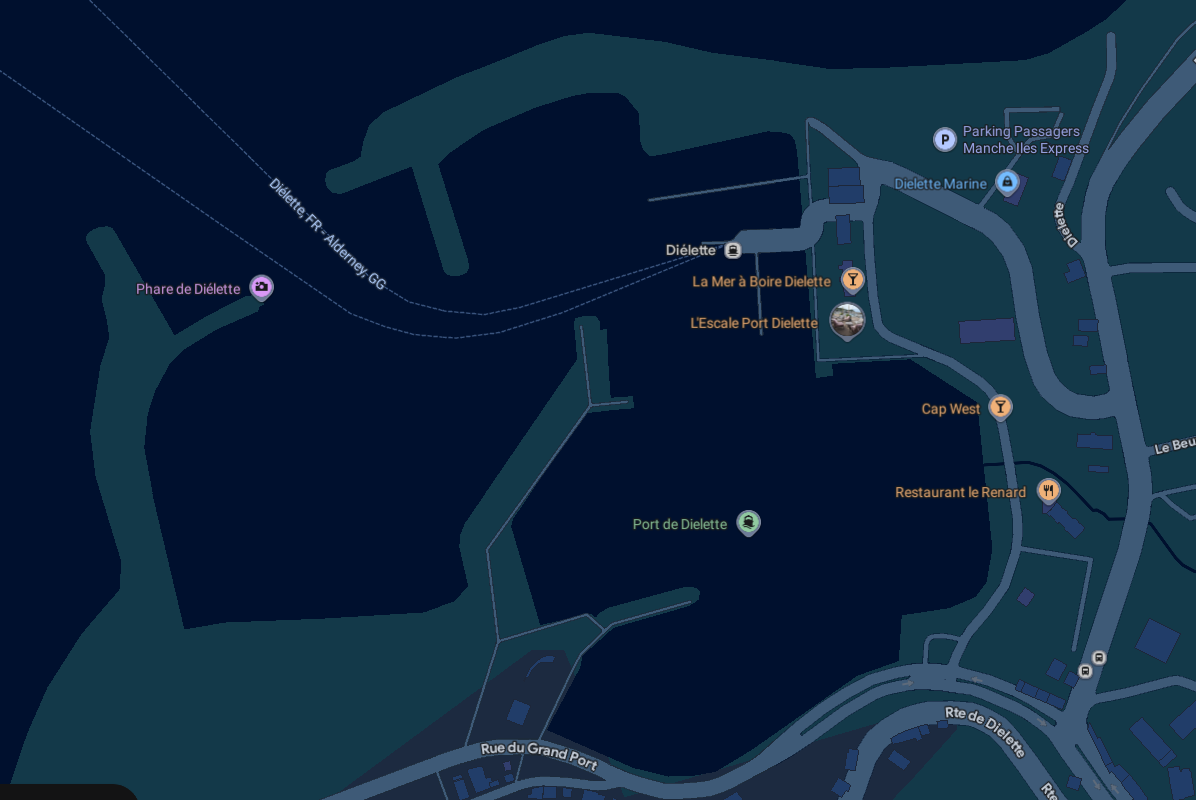 Parking Passagers
Manche Iles Express
P
Dielette Marine
Dielette
Diélette, FR - Alderney, GG
Diélette
Phare de Diélette
La Mer à Boire Dielette
L'Escale Port Dielette
Cap West
Le Beu
Restaurant le Renard
Port de Dielette
Rte de Dielette
Rue du Grand Port
Rte